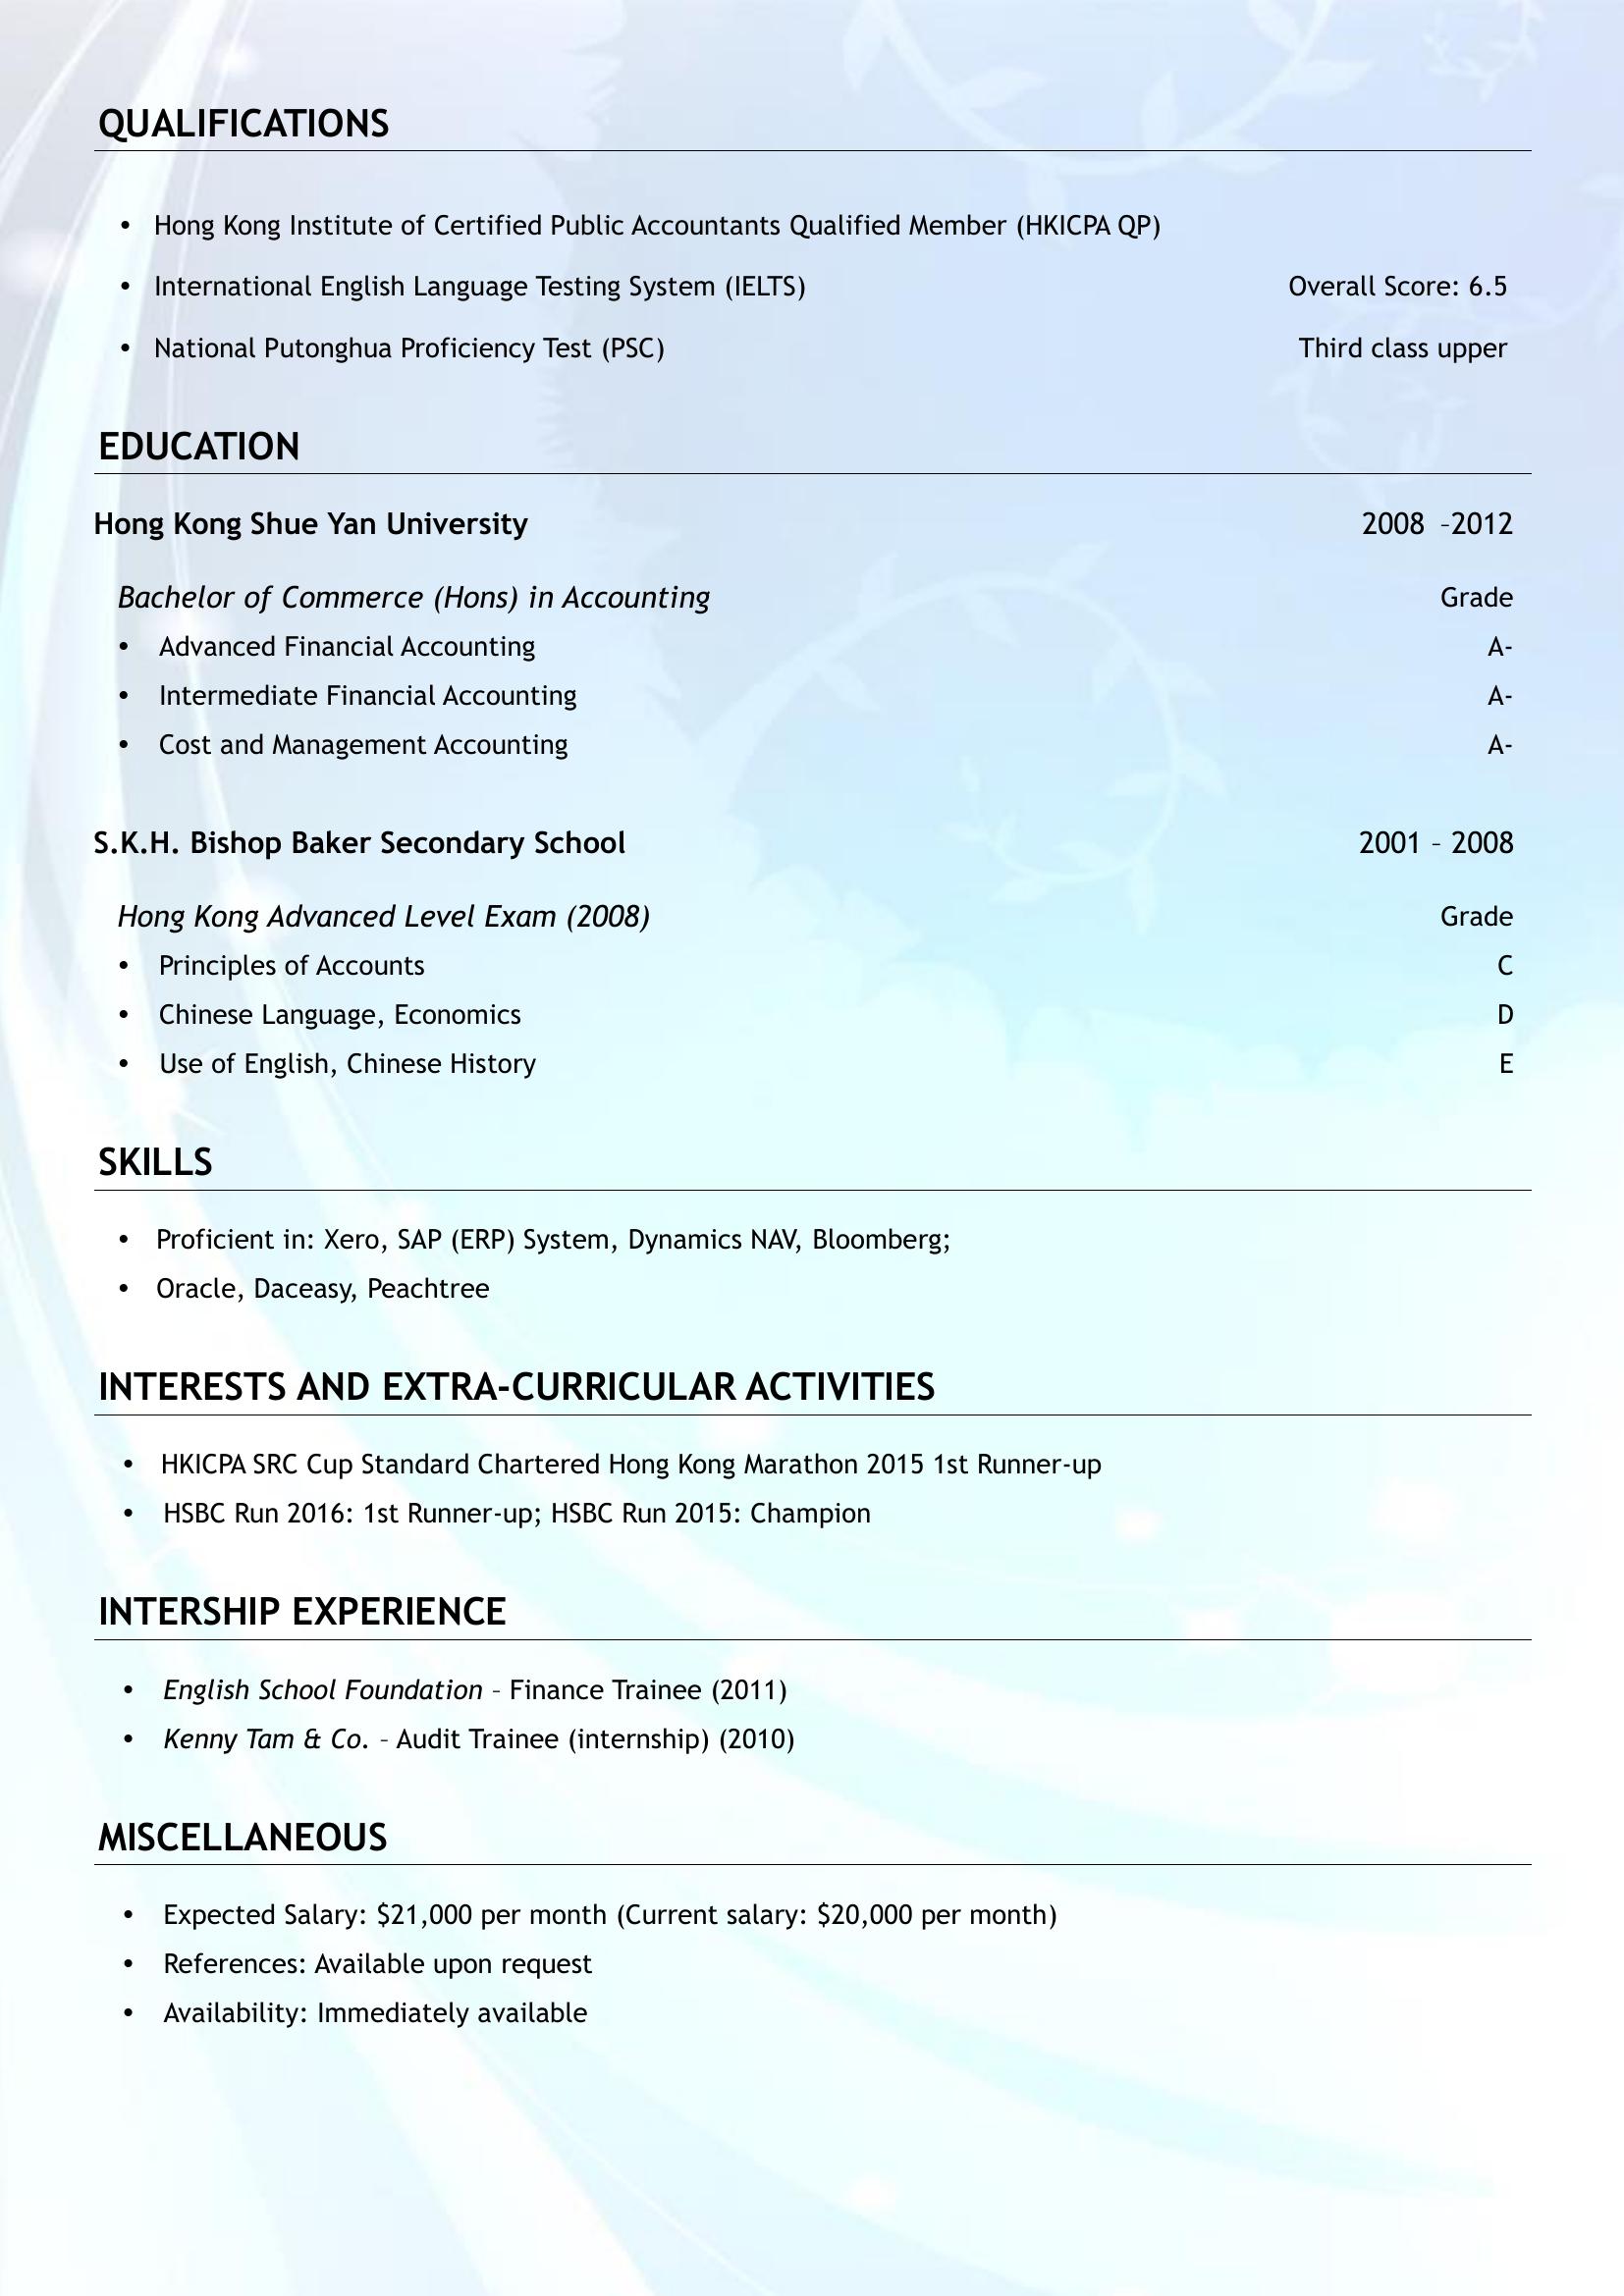 QUALIFICATIONS
• Hong Kong Institute of Certified Public Accountants Qualified Member (HKICPA QP)
• International English Language Testing System (IELTS) Overall Score: 6.5
• National Putonghua Proficiency Test (PSC) Third class upper
EDUCATION
Hong Kong Shue Yan University 2008 –2012
Bachelor of Commerce (Hons) in Accounting Grade
• Advanced Financial Accounting A-
• Intermediate Financial Accounting A-
• Cost and Management Accounting A-
S.K.H. Bishop Baker Secondary School 2001 – 2008
Hong Kong Advanced Level Exam (2008) Grade
• Principles of Accounts C
• Chinese Language, Economics D
• Use of English, Chinese History E
SKILLS
• Proficient in: Xero, SAP (ERP) System, Dynamics NAV, Bloomberg;
• Oracle, Daceasy, Peachtree
INTERESTS AND EXTRA-CURRICULAR ACTIVITIES
• HKICPA SRC Cup Standard Chartered Hong Kong Marathon 2015 1st Runner-up
• HSBC Run 2016: 1st Runner-up; HSBC Run 2015: Champion
INTERSHIP EXPERIENCE
• English School Foundation – Finance Trainee (2011)
• Kenny Tam & Co. – Audit Trainee (internship) (2010)
MISCELLANEOUS
• Expected Salary: $21,000 per month (Current salary: $20,000 per month)
• References: Available upon request
• Availability: Immediately available